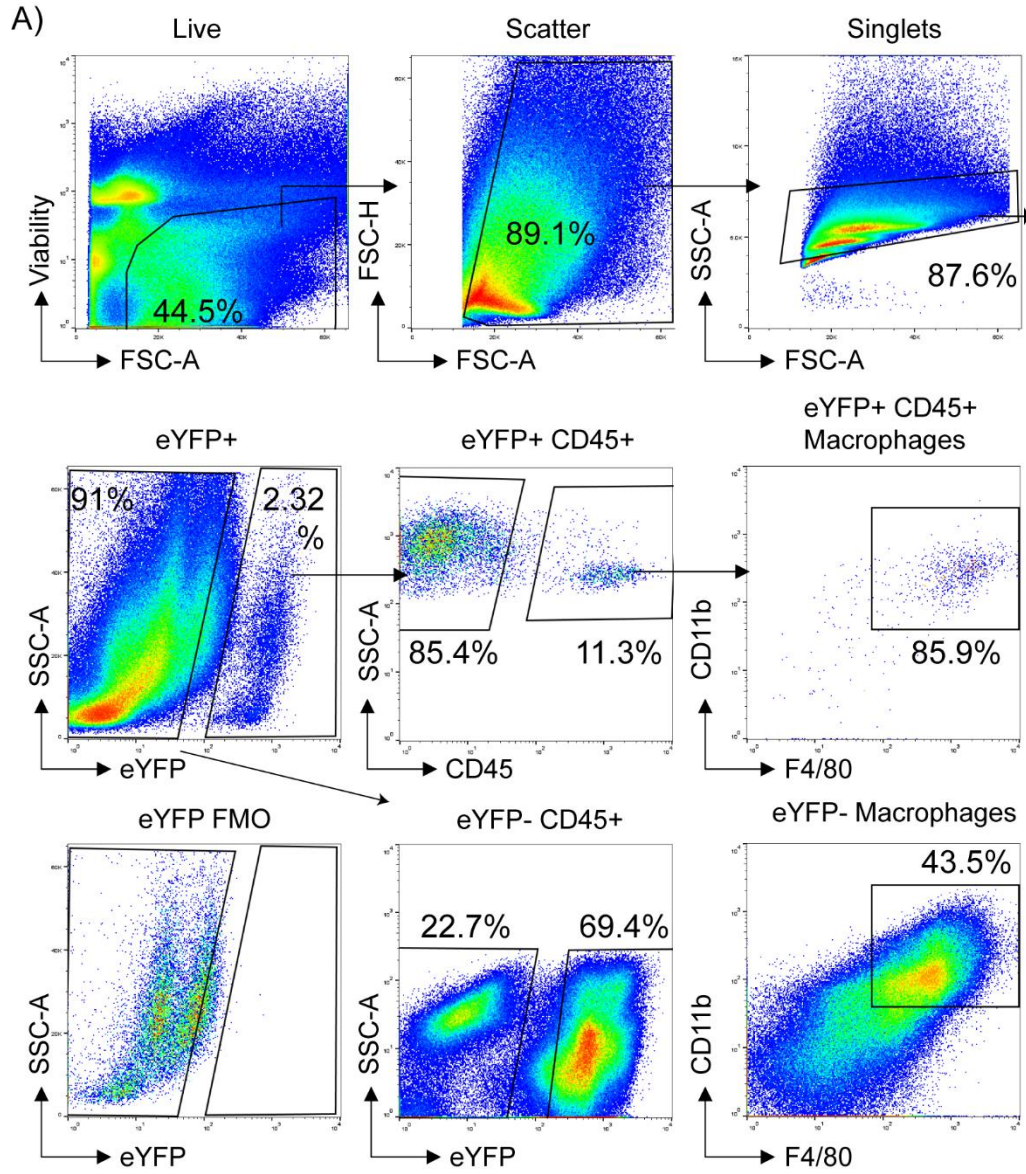 A)
Live
Scatter
Singlets
Viability
FSC-A
44.5%
FSC-H
FSC-A
89.1%
SSC-A
FSC-A
87.6%
eYFP+
eYFP+ CD45+
eYFP+ CD45+
Macrophages
91%
2.32
%
SSC-A
eYFP
85.4%
11.3%
SSC-A
CD45
85.9%
CD11b
F4/80
eYFP FMO
eYFP- CD45+
eYFP- Macrophages
SSC-A
eYFP
22.7%
69.4%
SSC-A
eYFP
43.5%
CD11b
F4/80